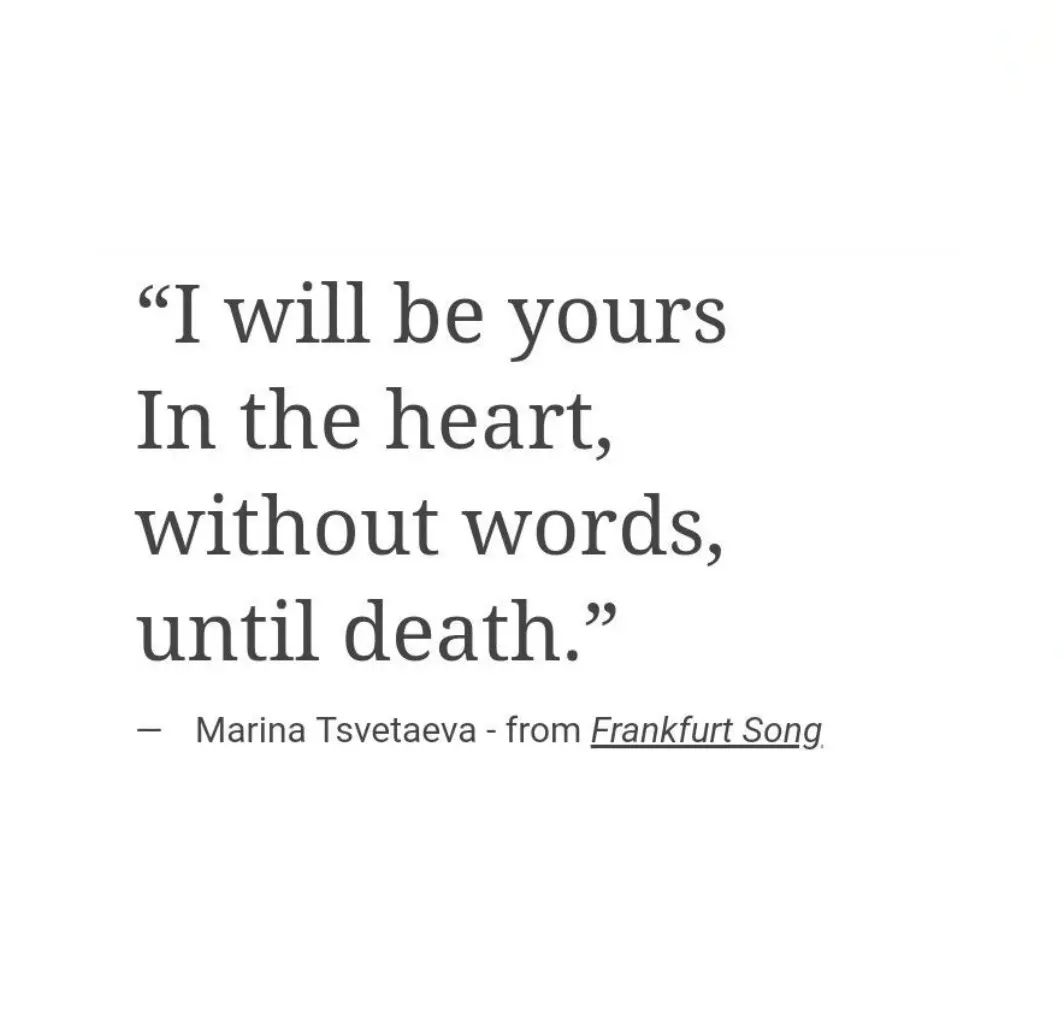 “I will be yours
In the heart,
without words,
until death.”
— Marina Tsvetaeva - from Frankfurt Song.